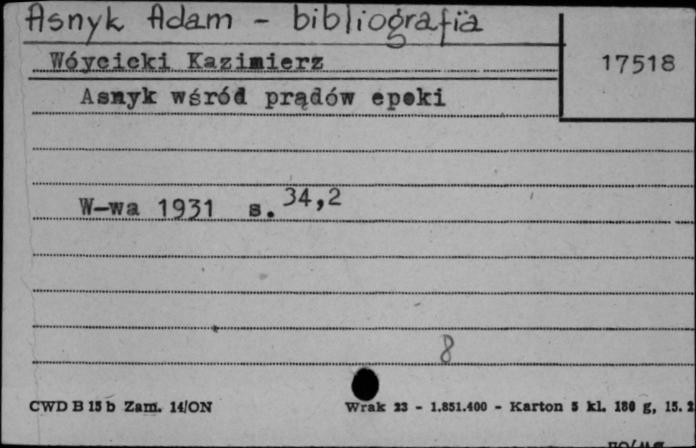 Asnyk Adam - bibliografia
Wóycicki Kazimierz
17518
Asnyk wśród prądów epoki
W-wa 1931 s. 34,2
8
CWD B 15 b Zam. 14/ON
Wrak 23 - 1.851.400 - Karton 5 kl. 180 g, 15. 2